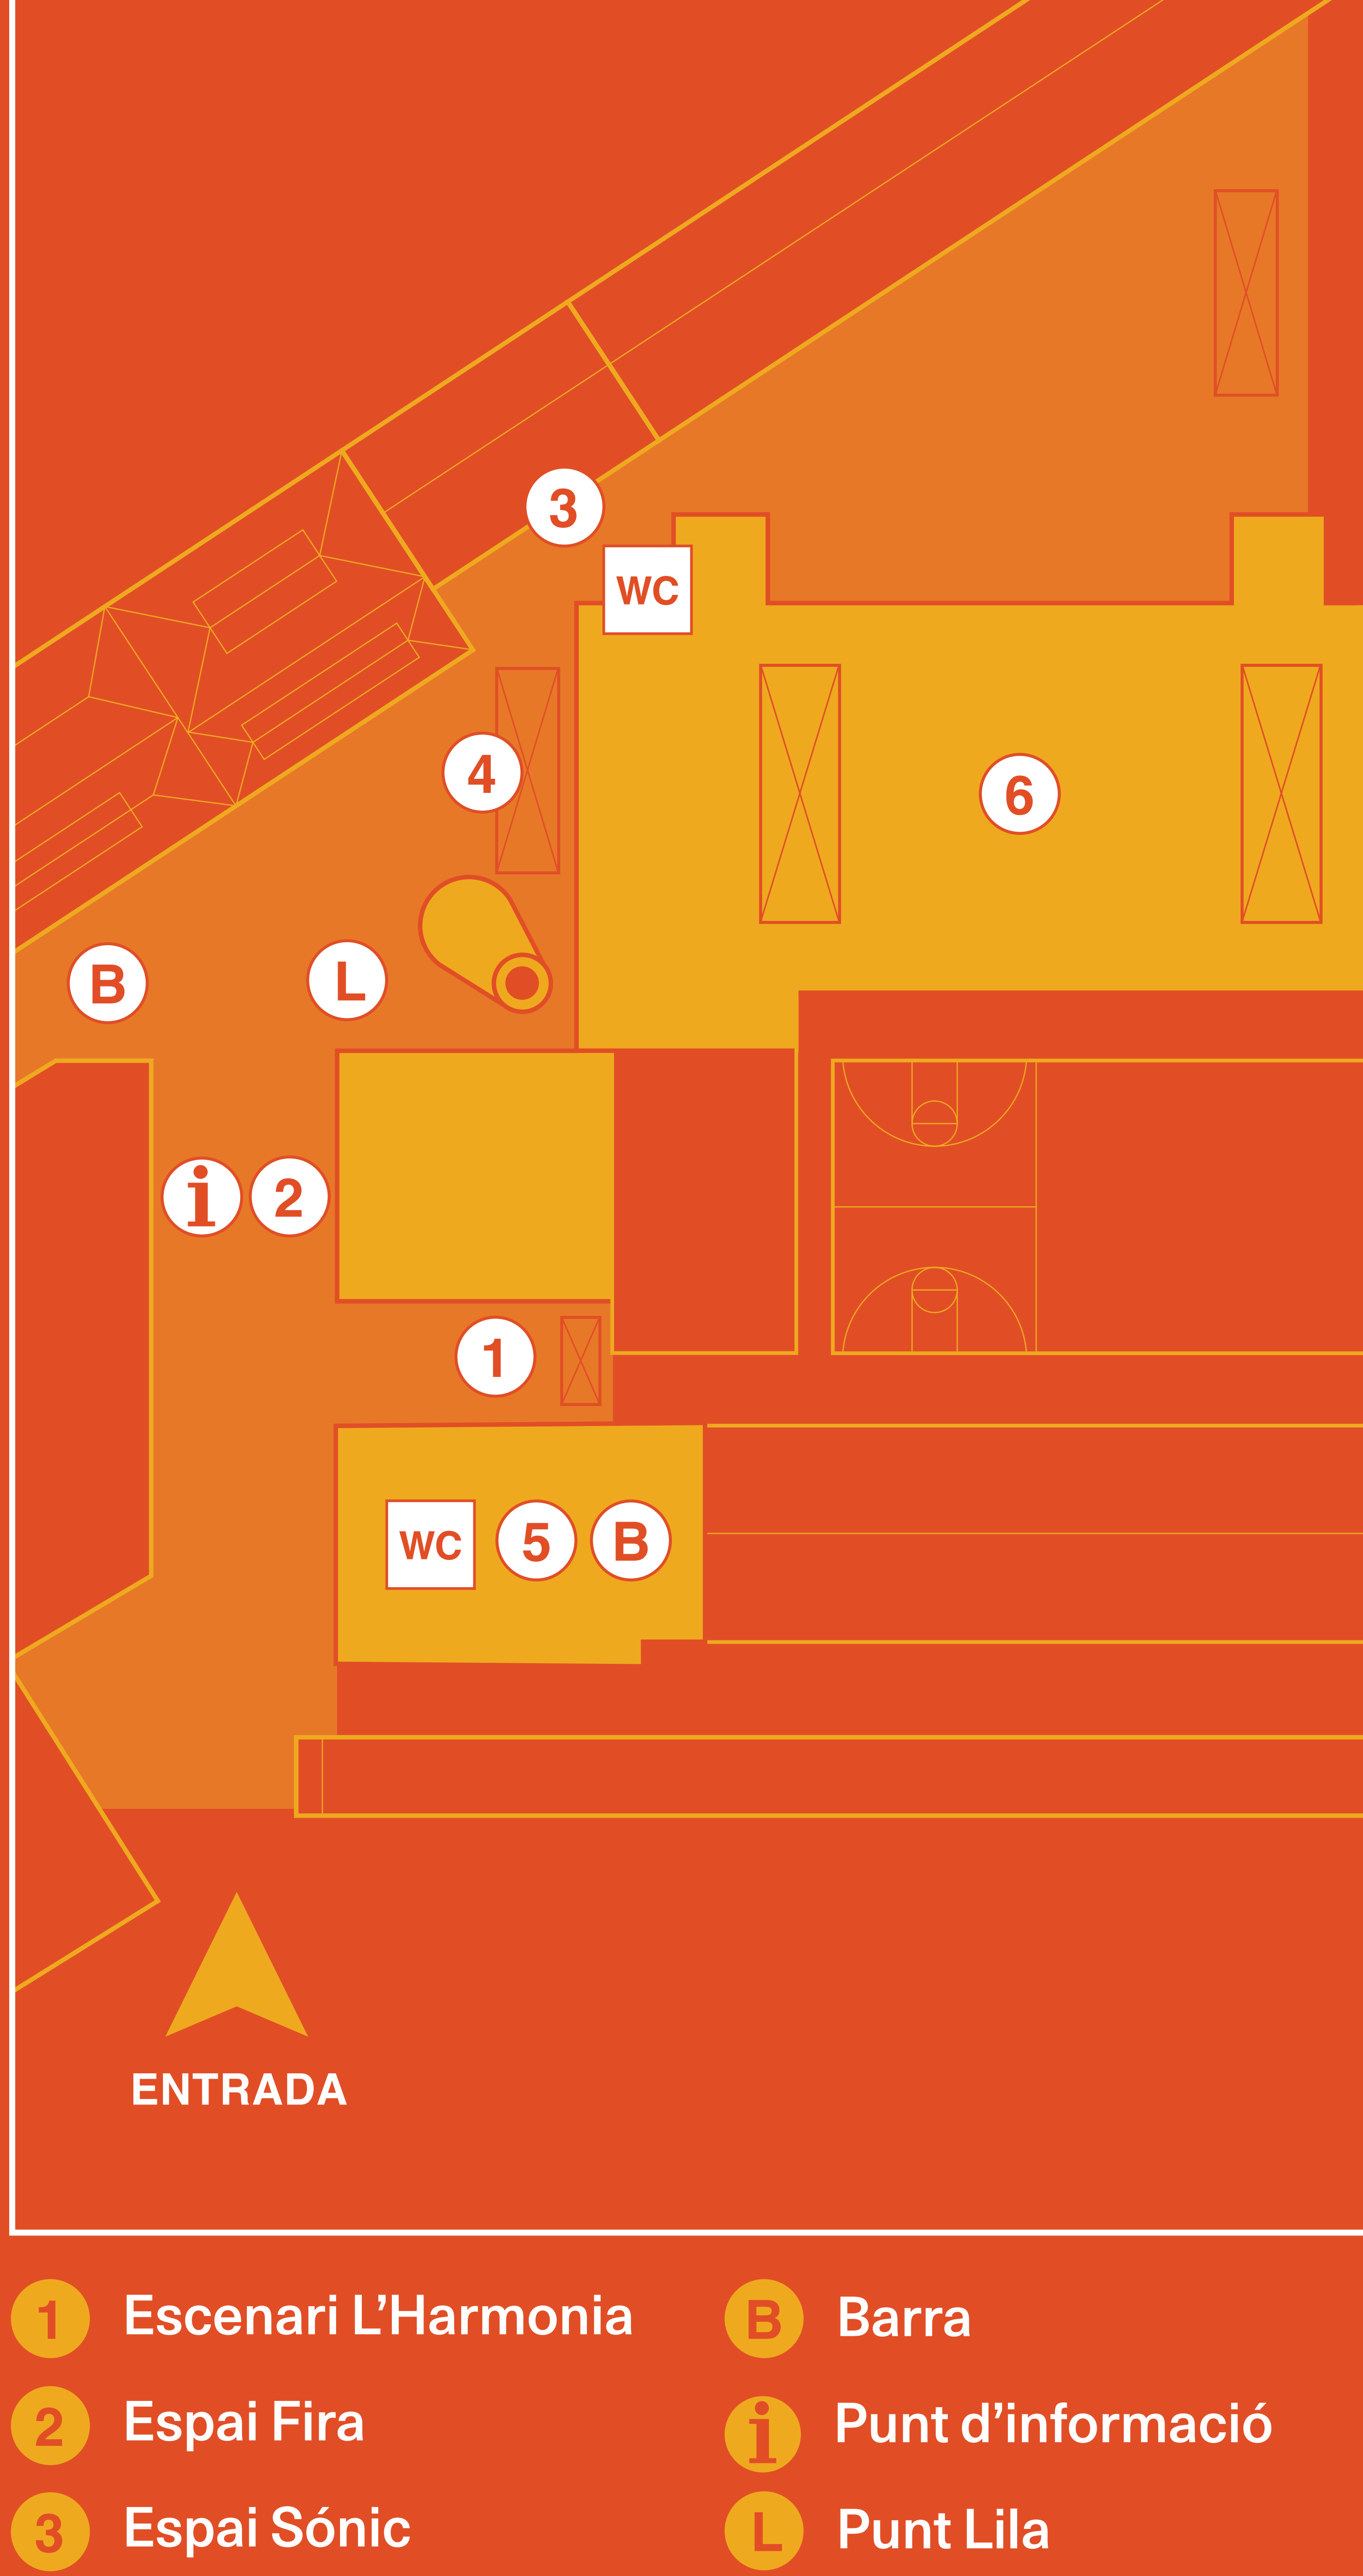 3
WC
4
6
B
L
i
2
1
WC
5
B
ENTRADA
1 Escenari L’Harmonia
2 Espai Fira
3 Espai Sónic
B Barra
i Punt d’informació
L Punt Lila